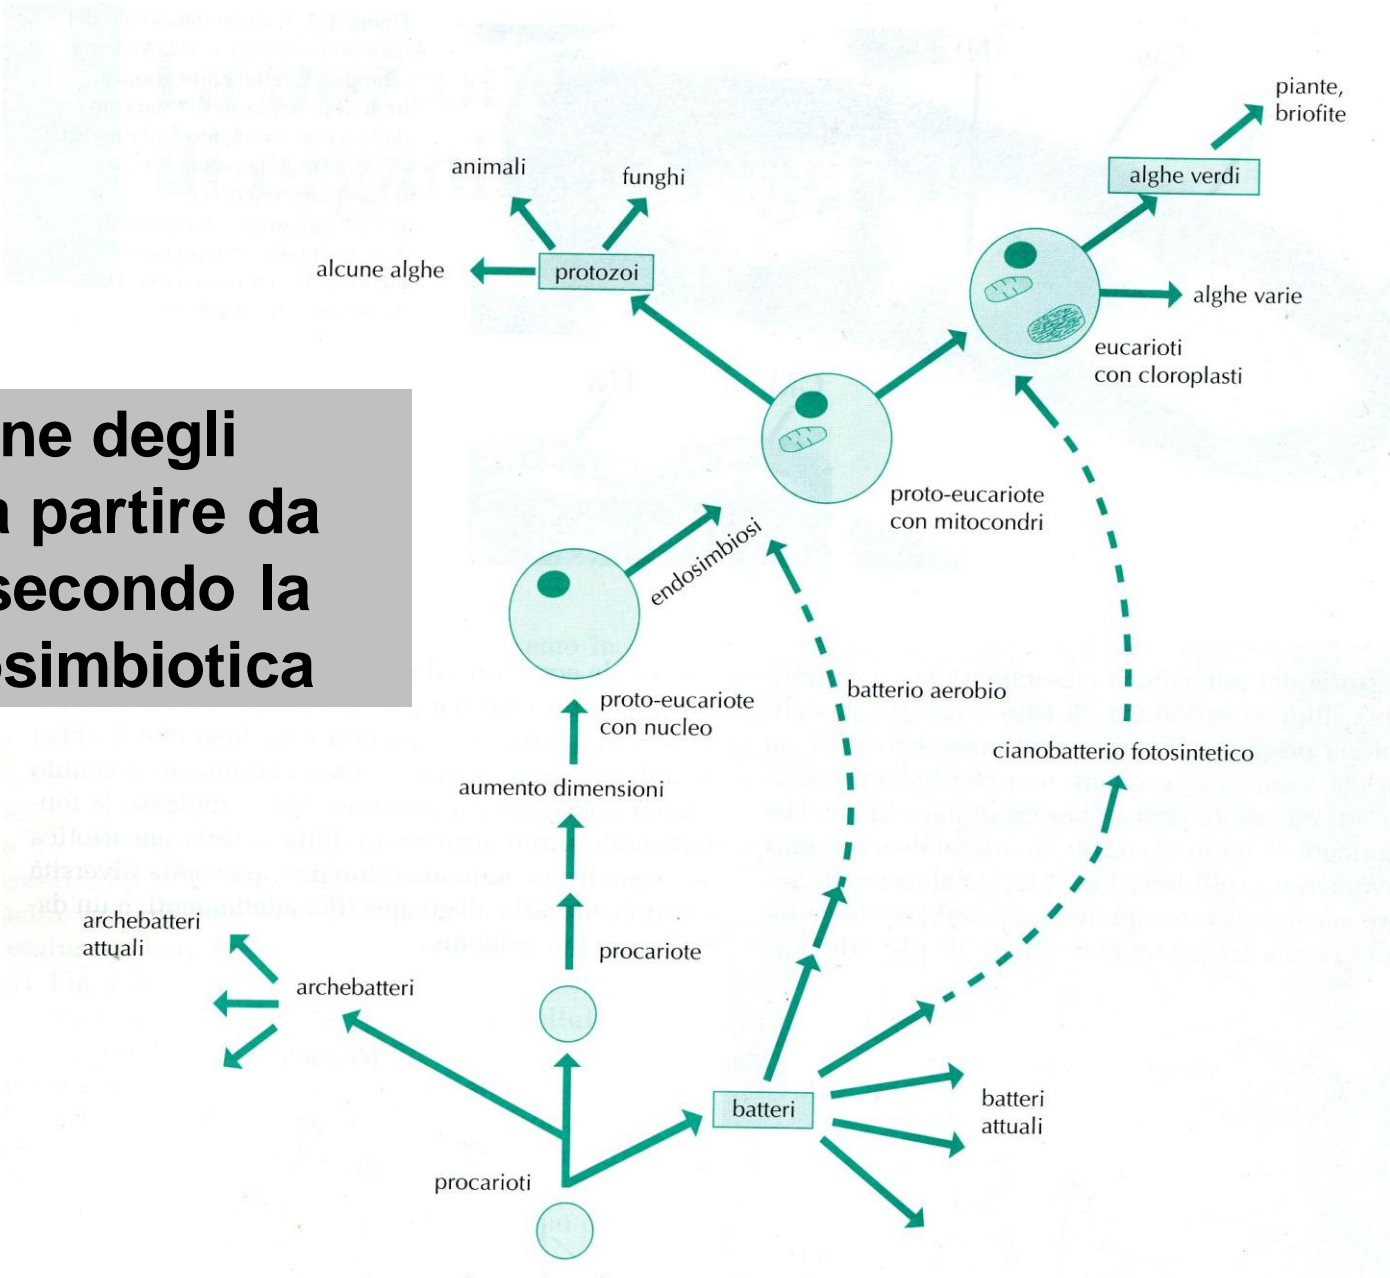 piante,
briofite
alghe verdi
animali
funghi
alcune alghe
protozoi
alghe varie
eucarioti
con cloroplasti
ne degli
a partire da
secondo la
osimbiotica
proto-eucariote
con mitocondri
endosimbiosi
proto-eucariote
con nucleo
batterio aerobio
cianobatterio fotosintetico
aumento dimensioni
archebatteri
attuali
procariote
archebatteri
batteri
batteri
attuali
procarioti